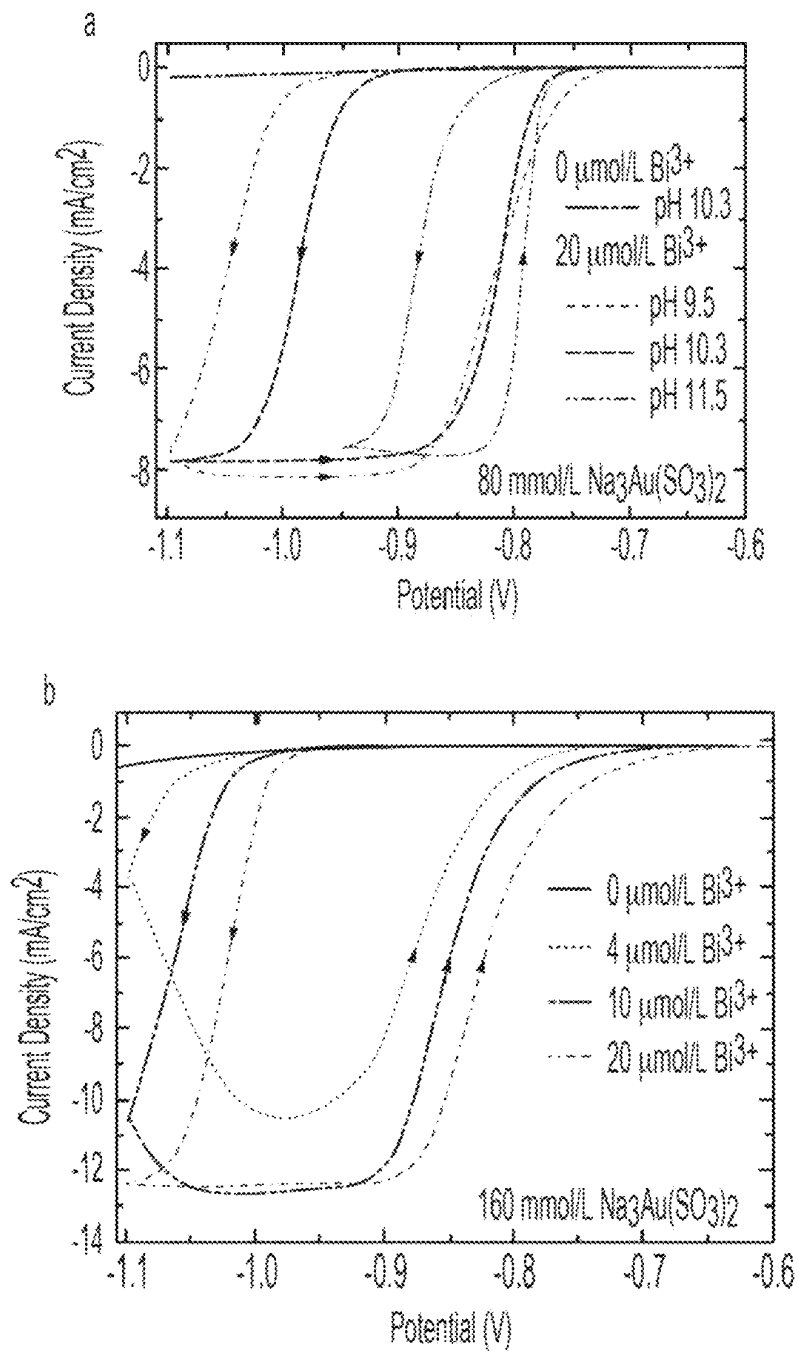 a
0
-2
-4
-6
-8
Current Density (mA/cm2)
0 μmol/L Bi3+
pH 10.3
20 μmol/L Bi3+
pH 9.5
pH 10.3
pH 11.5
80 mmol/L Na3Au(SO3)2
-1.1 -1.0 -0.9 -0.8 -0.7 -0.6
Potential (V)
b
0
-2
-4
-6
-8
-10
-12
-14
Current Density (mA/cm2)
0 μmol/L Bi3+
4 μmol/L Bi3+
10 μmol/L Bi3+
20 μmol/L Bi3+
160 mmol/L Na3Au(SO3)2
-1.1 -1.0 -0.9 -0.8 -0.7 -0.6
Potential (V)